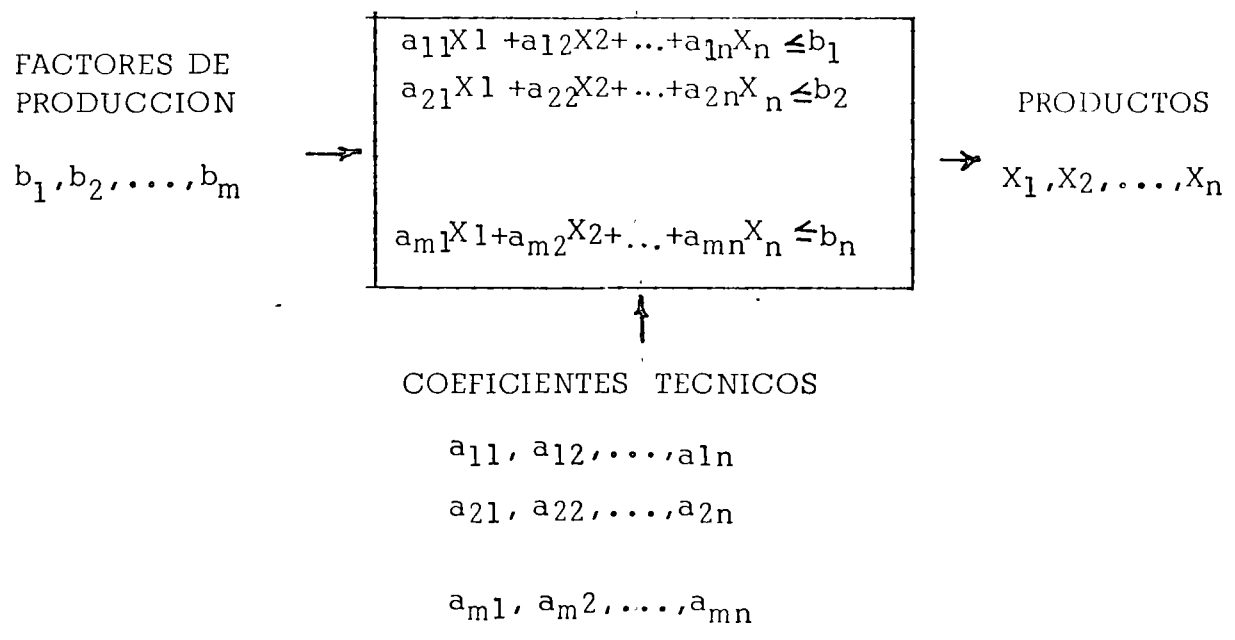 FACTORES DE
PRODUCCION
b₁,b₂,...,bₘ
a₁₁X1 +a₁₂X2+...+a₁ₙXₙ ≤b₁
a₂₁X1 +a₂₂X2+...+a₂ₙXₙ ≤b₂
aₘ₁X1+aₘ₂X2+...+aₘₙXₙ ≤bₙ
PRODUCTOS
X₁,X₂,...,Xₙ
COEFICIENTES TECNICOS
a₁₁, a₁₂,...,a1n
a₂₁, a₂₂,...,a₂ₙ
aₘ₁, aₘ2,...,aₘₙ